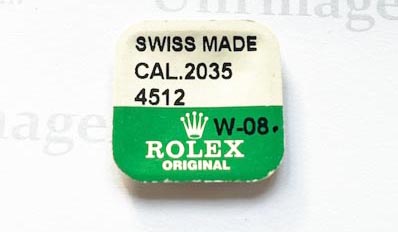 SWISS MADE
CAL.2035
4512
W-08.
ROLEX
ORIGINAL